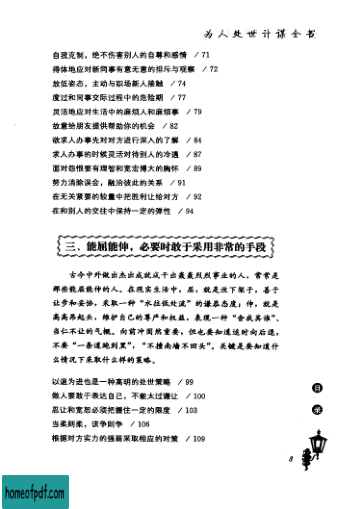 为人处世计谋全书
自我克制，绝不伤害别人的自尊和感情 / 71
得体地应对新同事有意无意的排斥与观察 / 72
放低姿态，主动与职场新人接触 / 74
度过和同事交际过程中的危险期 / 77
灵活地应对生活中的麻烦人和麻烦事 / 79
故意给朋友提供帮助你的机会 / 82
欲求人办事先对对方进行深入的了解 / 84
求人办事的时候灵活对待别人的冷遇 / 87
面对怨恨要有理智和宽宏博大的胸怀 / 89
努力消除误会，融洽彼此的关系 / 91
在无关紧要的较量中把胜利让给对方 / 92
在和别人的交往中保持一定的弹性 / 94
三、能屈能伸，必要时敢于采用非常的手段
古今中外做出杰出成就或干出轰轰烈烈事业的人，常常是
那些能屈能伸的人。在现实生活中，屈，就是放下架子，善于
让步和妥协，采取一种“水往低处流”的谦恭态度；伸，就是
高高昂起头，维护自己的尊严和权益，表现一种“舍我其谁”、
当仁不让的气概。向前冲固然重要，但也要知道适时向后退，
不要“一条道跑到黑”，“不撞南墙不回头”。关键是要知道什
么情况下采取什么样的策略。
以退为进也是一种高明的处世策略 / 99
做人要敢于表达自己，不能太过谦让 / 100
忍让和宽恕必须把握住一定的限度 / 103
当柔则柔，该争则争 / 106
根据对方实力的强弱采取相应的对策 / 109
目
录
3
homeofpdf.com